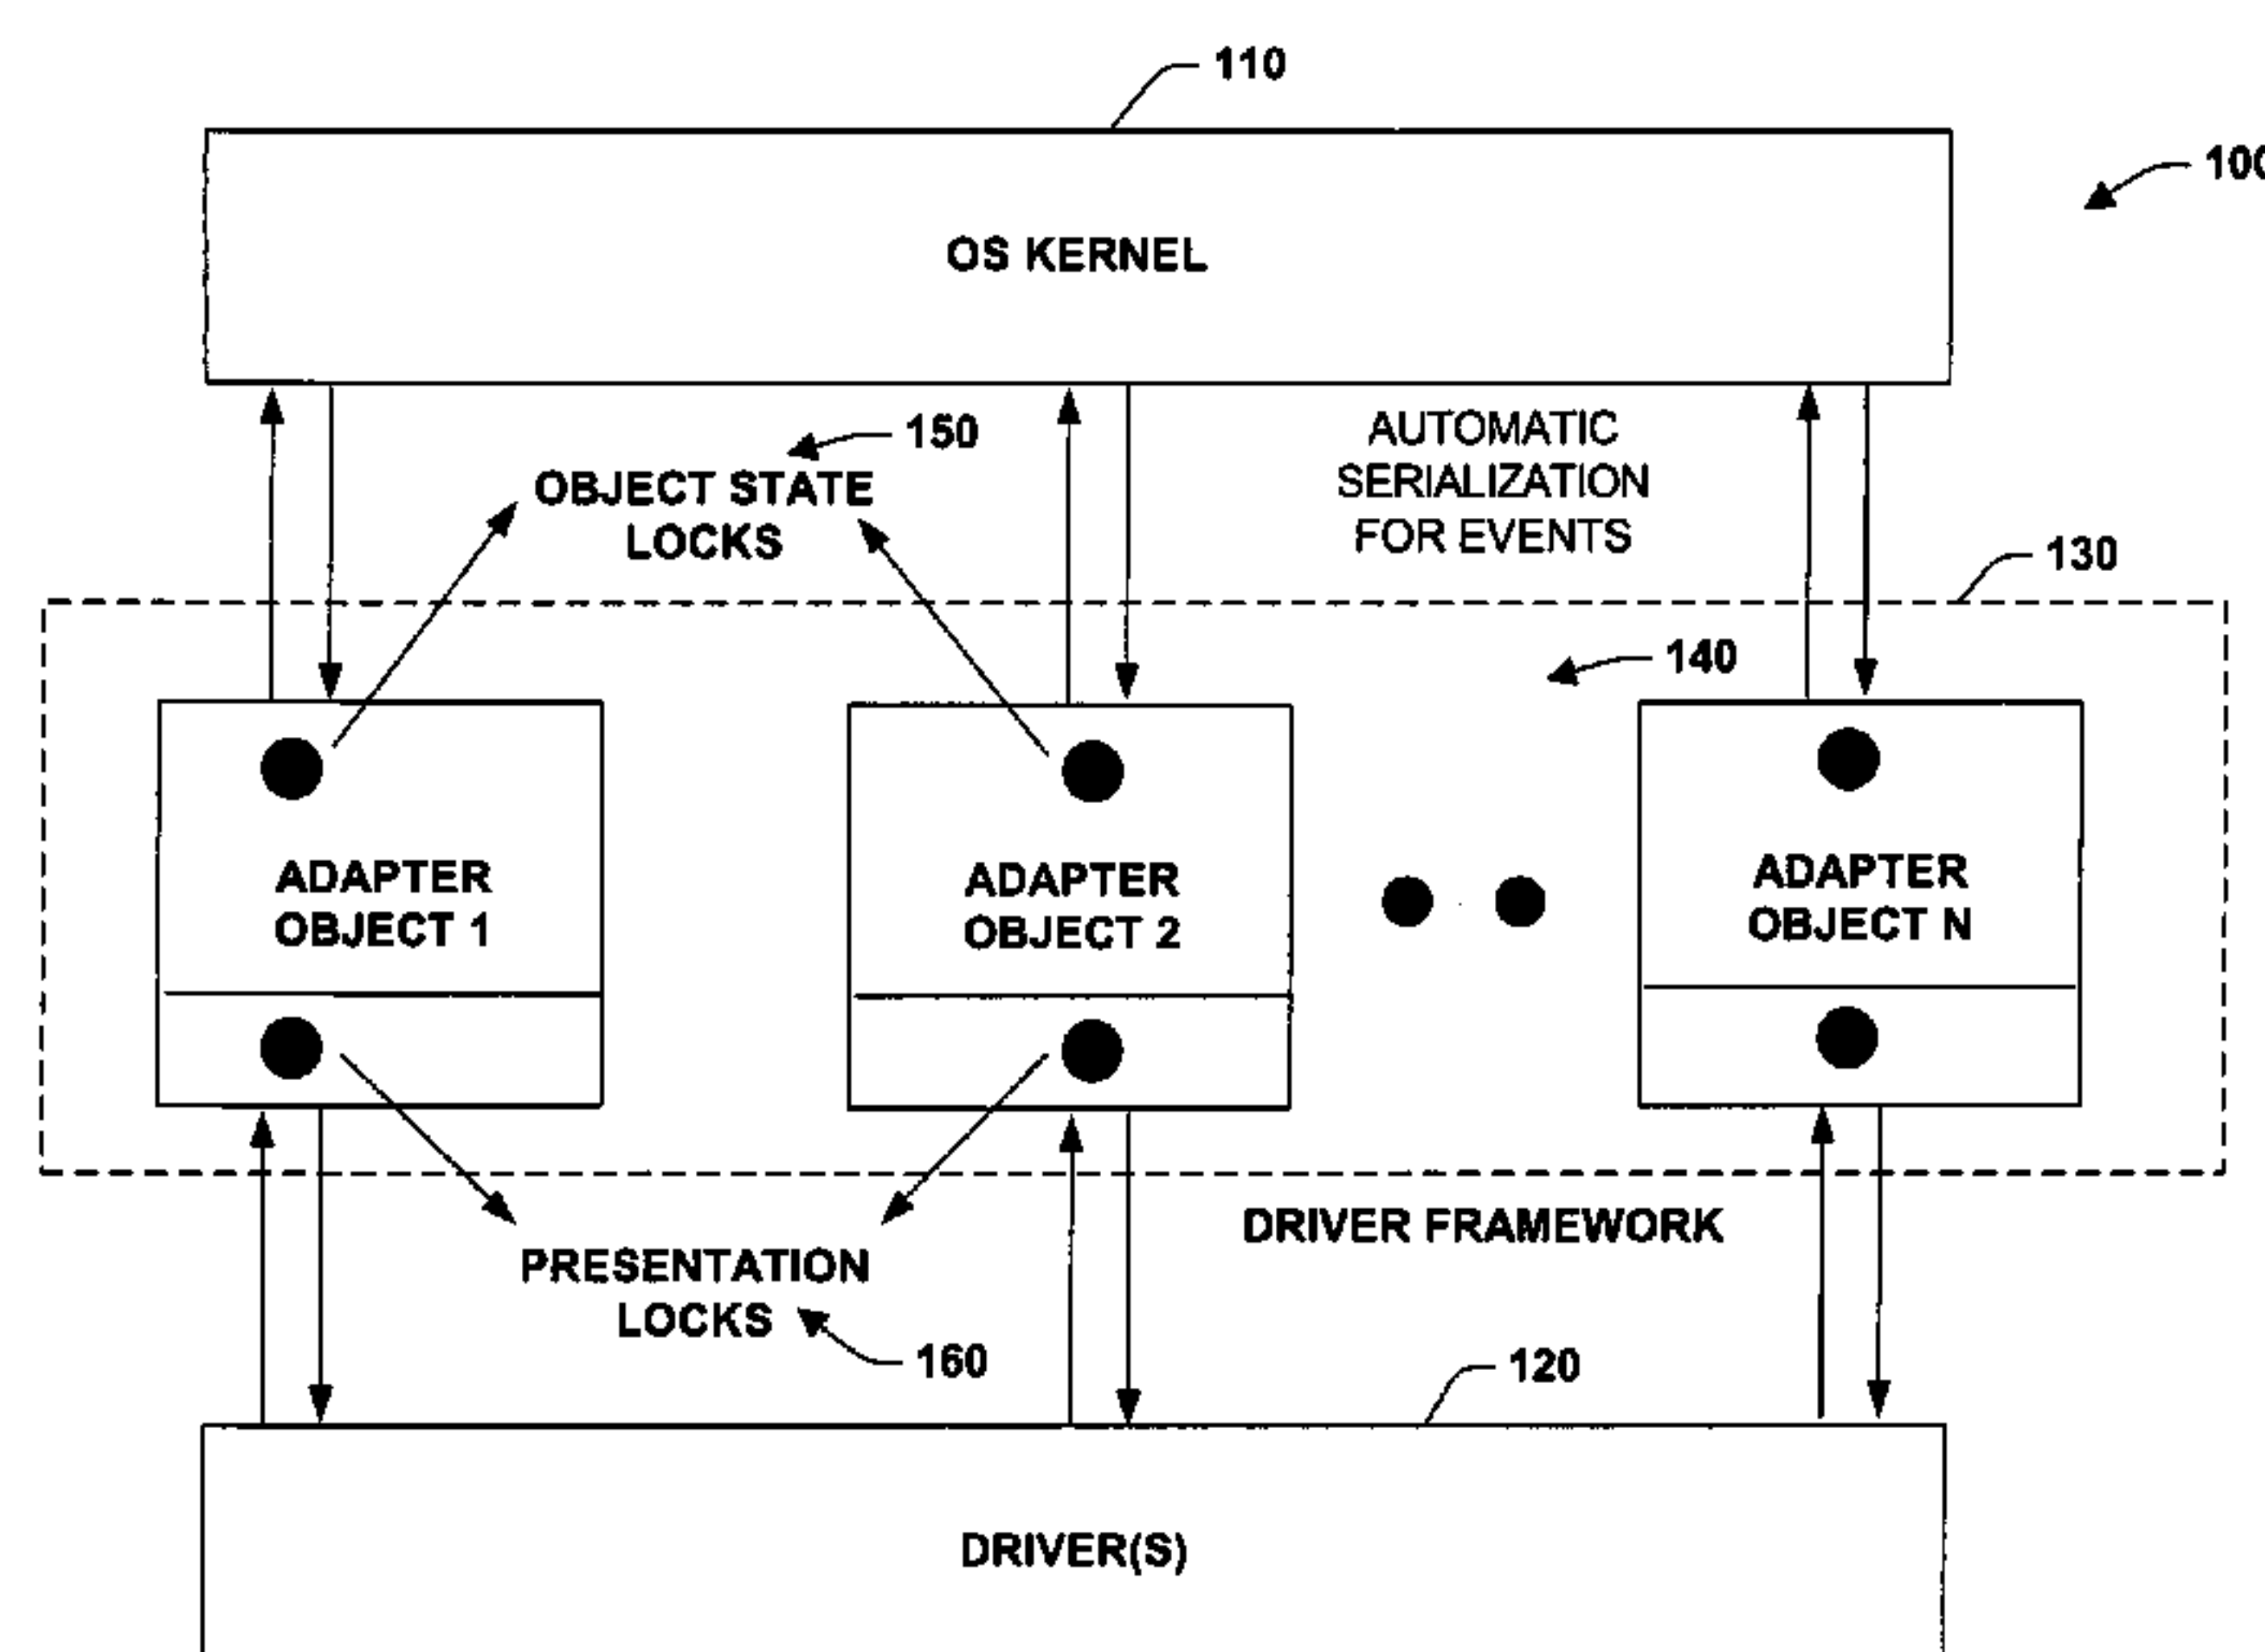 110
100
OS KERNEL
150
OBJECT STATE
LOCKS
AUTOMATIC
SERIALIZATION
FOR EVENTS
130
140
ADAPTER
OBJECT 1
ADAPTER
OBJECT 2
ADAPTER
OBJECT N
DRIVER FRAMEWORK
PRESENTATION
LOCKS
160
120
DRIVER(S)